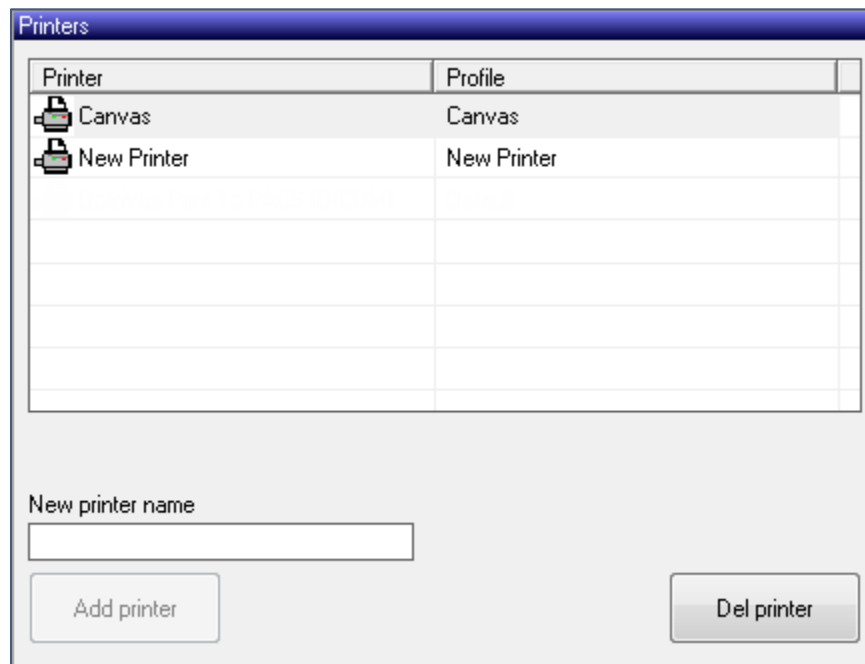 Printers
Printer Profile
Canvas Canvas
New Printer New Printer
New printer name
Add printer Del printer